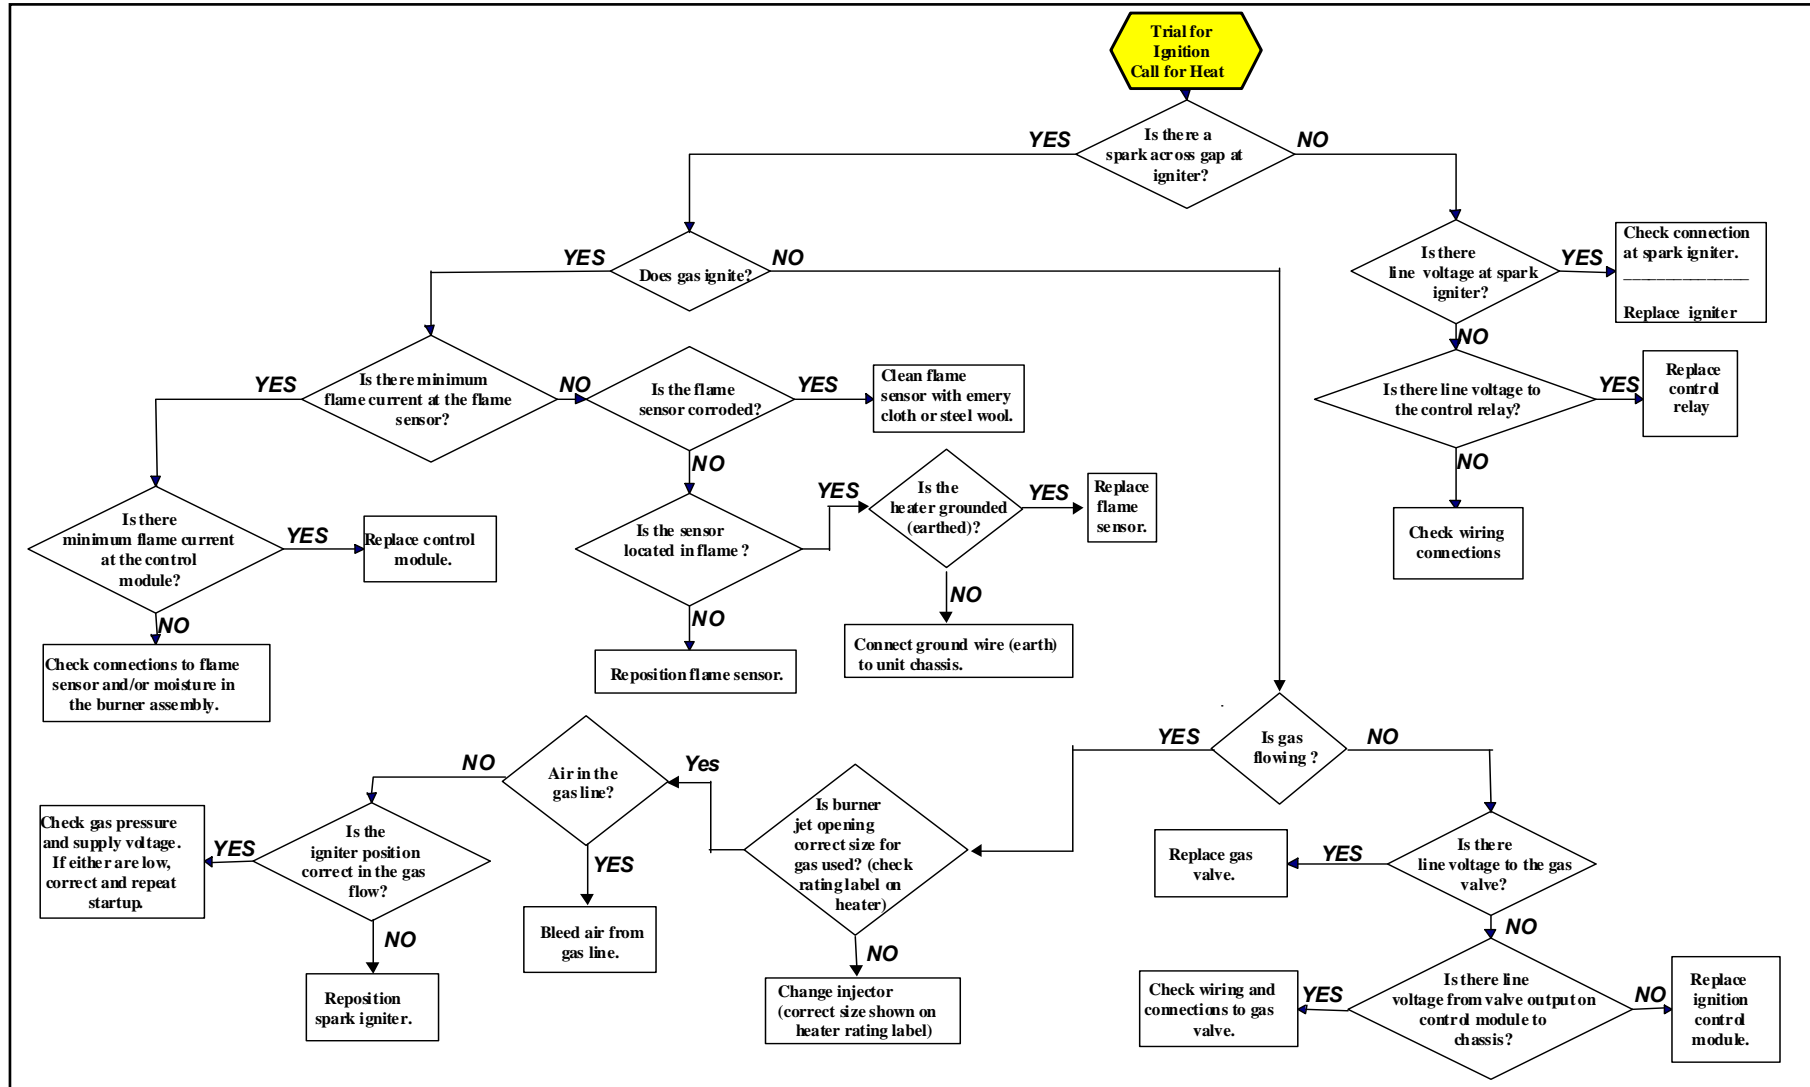 Trial for
Ignition
Call for Heat
Is there a
spark across gap at
igniter?
YES
NO
Does gas ignite?
YES
NO
Is there
line voltage at spark
igniter?
YES
Check connection
at spark igniter.
_______________
Replace igniter
NO
Is there line voltage to
the control relay?
YES
Replace
control
relay
NO
Check wiring
connections
Is there minimum
flame current at the flame
sensor?
YES
NO
Is the flame
sensor corroded?
YES
Clean flame
sensor with emery
cloth or steel wool.
NO
Is the sensor
located in flame ?
YES
Is the
heater grounded
(earthed)?
YES
Replace
flame
sensor.
NO
Connect ground wire (earth)
to unit chassis.
NO
Reposition flame sensor.
Is there
minimum flame current
at the control
module?
YES
Replace control
module.
NO
Check connections to flame
sensor and/or moisture in
the burner assembly.
Is gas
flowing ?
YES
NO
Is burner
jet opening
correct size for
gas used? (check
rating label on
heater)
Yes
NO
Change injector
(correct size shown on
heater rating label)
Air in the
gas line?
NO
YES
Bleed air from
gas line.
Is the
igniter position
correct in the gas
flow?
YES
Check gas pressure
and supply voltage.
If either are low,
correct and repeat
startup.
NO
Reposition
spark igniter.
Is there
line voltage to the gas
valve?
YES
Replace gas
valve.
NO
Is there line
voltage from valve output on
control module to
chassis?
YES
Check wiring and
connections to gas
valve.
NO
Replace
ignition
control
module.